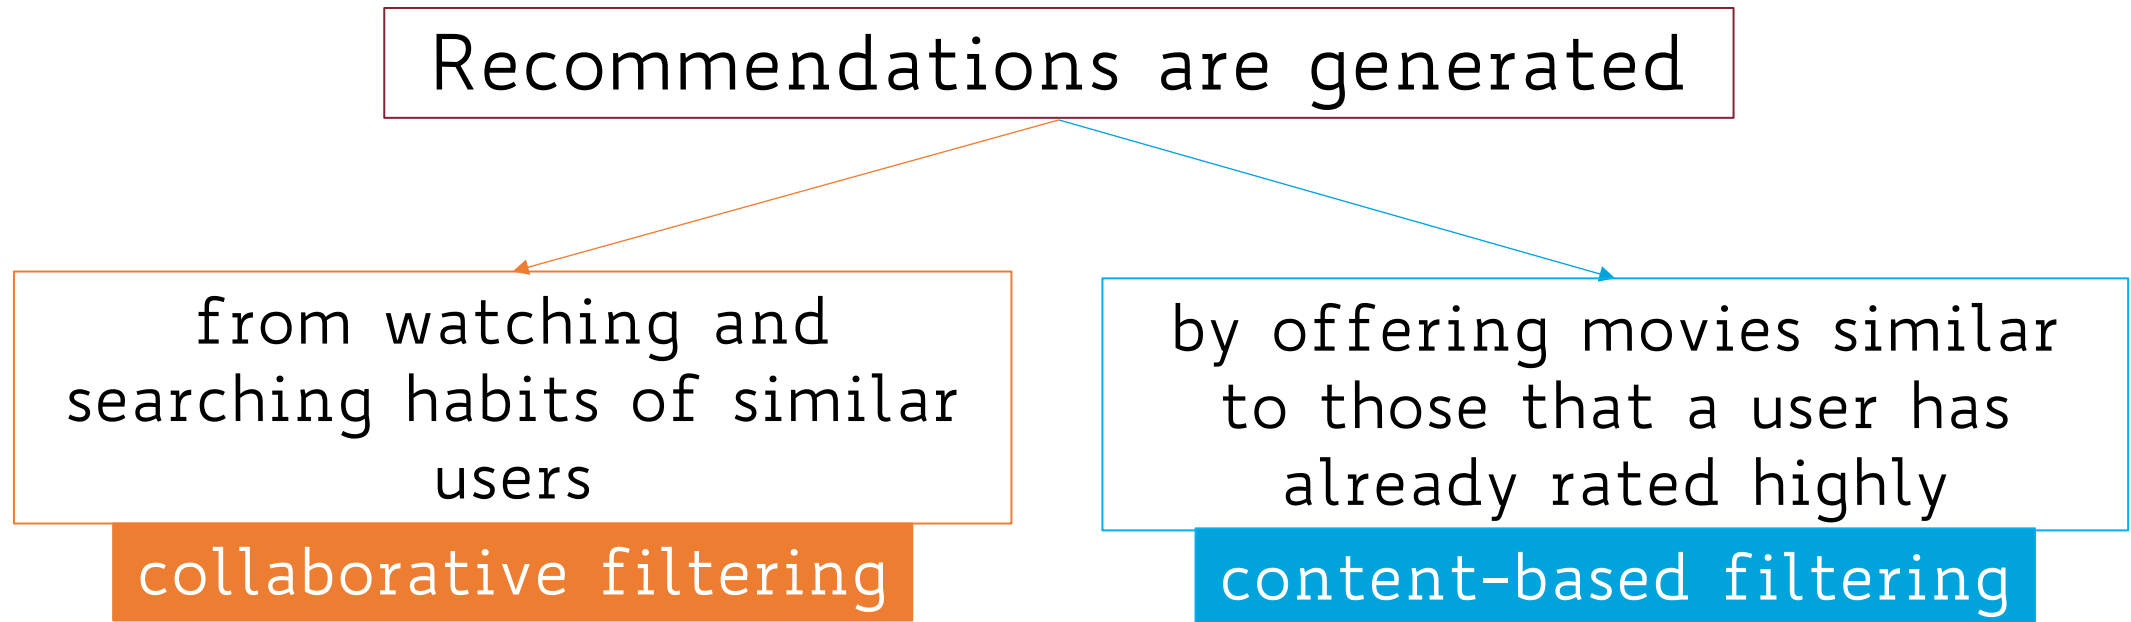 Recommendations are generated
from watching and
searching habits of similar
users
collaborative filtering
by offering movies similar
to those that a user has
already rated highly
content-based filtering